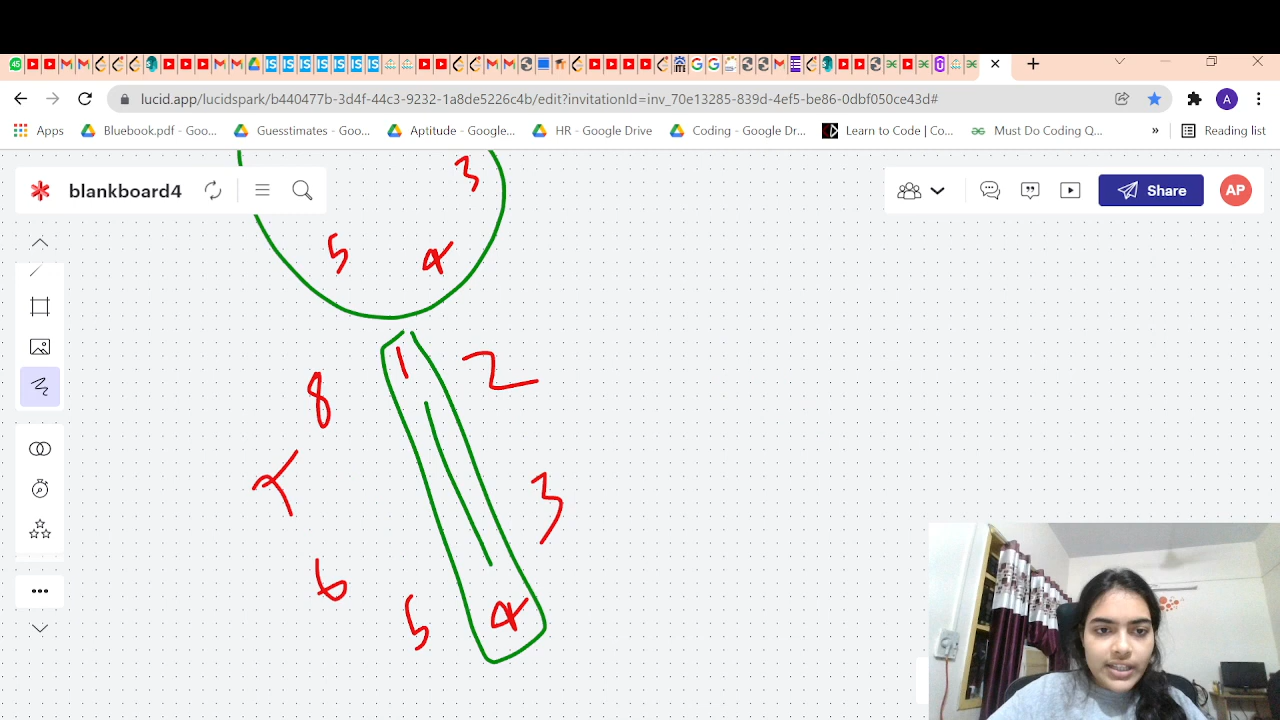 45
lucid.app/lucidspark/b440477b-3d4f-44c3-9232-1a8de5226c4b/edit?invitationId=inv_70e13285-839d-4ef5-be86-0dbf050ce43d#
A
Apps
Bluebook.pdf - Goo...
Guesstimates - Goo...
Aptitude - Google...
HR - Google Drive
Coding - Google Dr...
Learn to Code | Co...
Must Do Coding Q...
»
Reading list
blankboard4
Share
AP
3
5 4
1 2
8
7
3
6
5 4